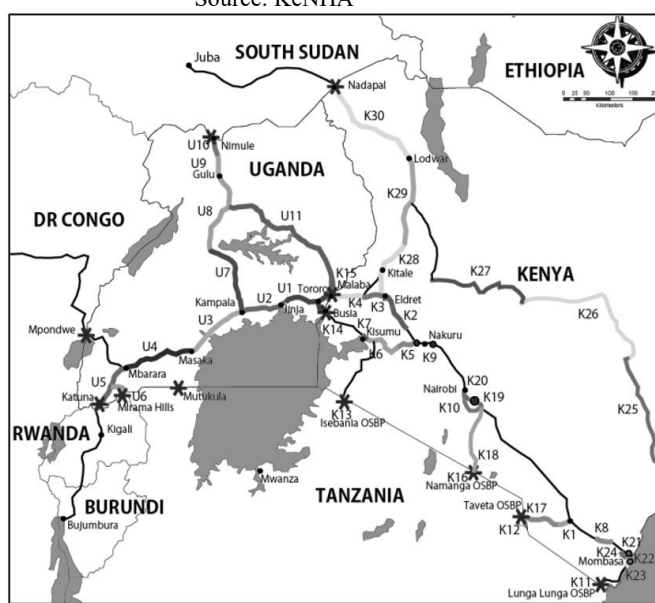 Source: KeNHA
SOUTH SUDAN
ETHIOPIA
Juba
Nadapal
Kilometers
K30
U10
Nimule
U9
Gulu
UGANDA
Lodwar
K29
DR CONGO
U8
U11
K28
K15
K27
KENYA
U7
Kitale
Tororo
Malaba
K26
Kampala
U2
U1
K4
K3
Eldret
Jinja
Busia
K2
Mpondwe
U3
K14
K7
Kisumu
Nakuru
U4
K6
K5
K9
Masaka
Mbarara
K20
Nairobi
K19
K25
U5
Katuna
U6
Mirama Hills
Mutukula
K10
K13
Isebania OSBP
RWANDA
Kigali
K18
K16
Namanga OSBP
Mwanza
TANZANIA
BURUNDI
Taveta OSBP
K17
Bujumbura
K12
K1
K8
K21
K24
K22
Mombasa
K23
K11
Lunga Lunga OSBP